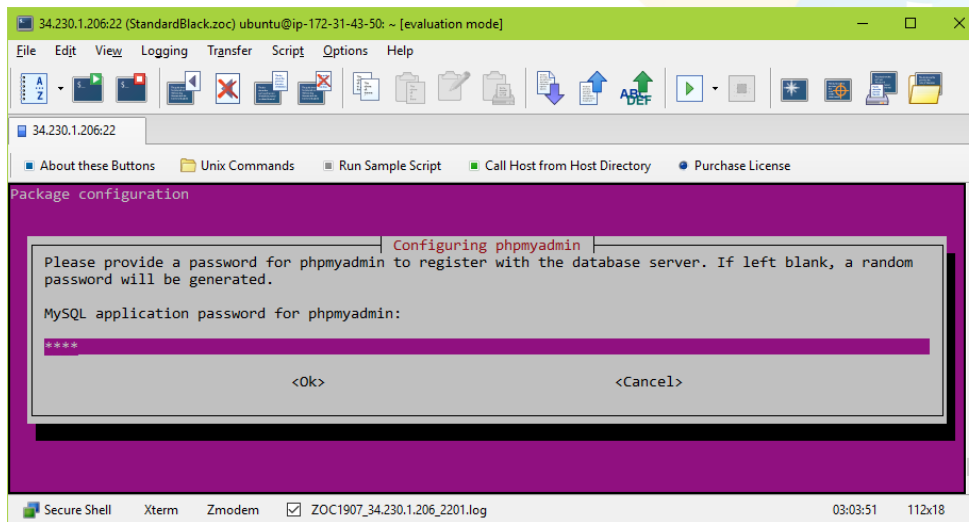 34.230.1.206:22 (StandardBlack.zoc) ubuntu@ip-172-31-43-50: ~ [evaluation mode]
File Edit View Logging Transfer Script Options Help
34.230.1.206:22
About these Buttons Unix Commands Run Sample Script Call Host from Host Directory Purchase License
Package configuration
Configuring phpmyadmin
Please provide a password for phpmyadmin to register with the database server. If left blank, a random
password will be generated.
MySQL application password for phpmyadmin:
****
<Ok> <Cancel>
Secure Shell Xterm Zmodem ZOC1907_34.230.1.206_2201.log 03:03:51 112x18